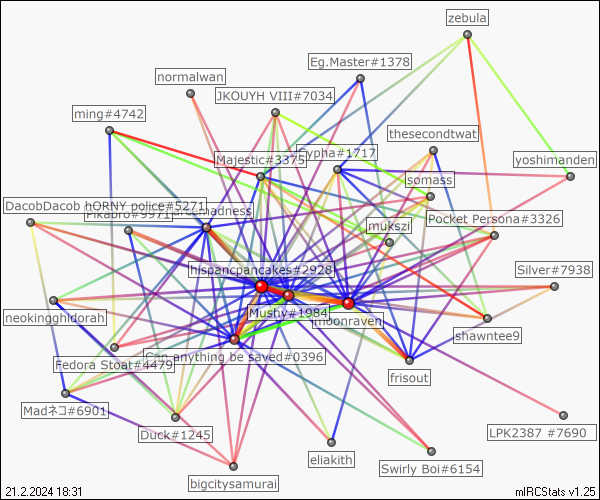 zebula
Eg.Master#1378
normalwan
JKOUYH VIII#7034
ming#4742
thesecondtwat
Majestic#3375
Cypha#1717
yoshimanden
somass
DacobDacob hORNY police#5271
Pikabro#9971
Pocket Persona#3326
mukszi
hispancpancakes#2928
Silver#7938
neokingghidorah
Mushy#1984
moonraven
shawntee9
Fedora Stoat#4479
Can anything be saved#0396
frisout
Madネコ#6901
Duck#1245
LPK2387 #7690
eliakith
Swirly Boi#6154
bigcitysamurai
21.2.2024 18:31
mIRCStats v1.25